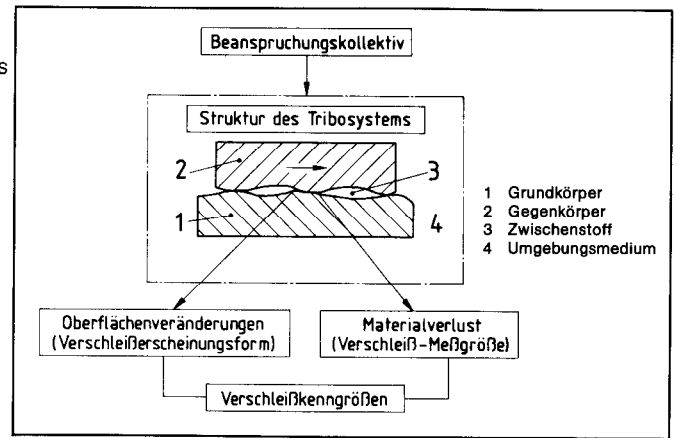 s
Beanspruchungskollektiv
Struktur des Tribosystems
2
3
1
4
1 Grundkörper
2 Gegenkörper
3 Zwischenstoff
4 Umgebungsmedium
Oberflächenveränderungen
(Verschleißerscheinungsform)
Materialverlust
(Verschleiß-Meßgröße)
Verschleißkenngrößen